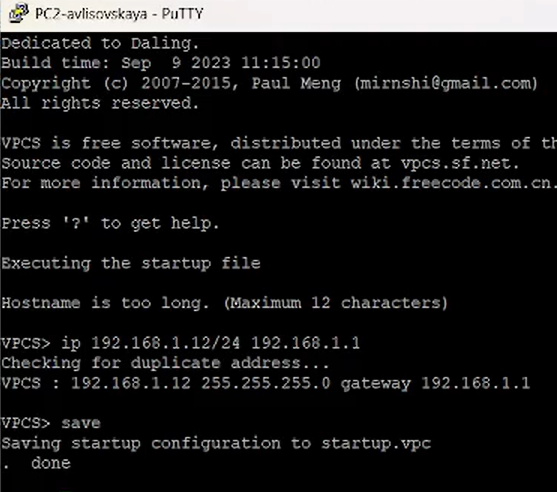 PC2-avlisovskaya - PuTTY
Dedicated to Daling.
Build time: Sep  9 2023 11:15:00
Copyright (c) 2007-2015, Paul Meng (mirnshi@gmail.com)
All rights reserved.
VPCS is free software, distributed under the terms of th
Source code and license can be found at vpcs.sf.net.
For more information, please visit wiki.freecode.com.cn.
Press '?' to get help.
Executing the startup file
Hostname is too long. (Maximum 12 characters)
VPCS> ip 192.168.1.12/24 192.168.1.1
Checking for duplicate address...
VPCS : 192.168.1.12 255.255.255.0 gateway 192.168.1.1
VPCS> save
Saving startup configuration to startup.vpc
.  done